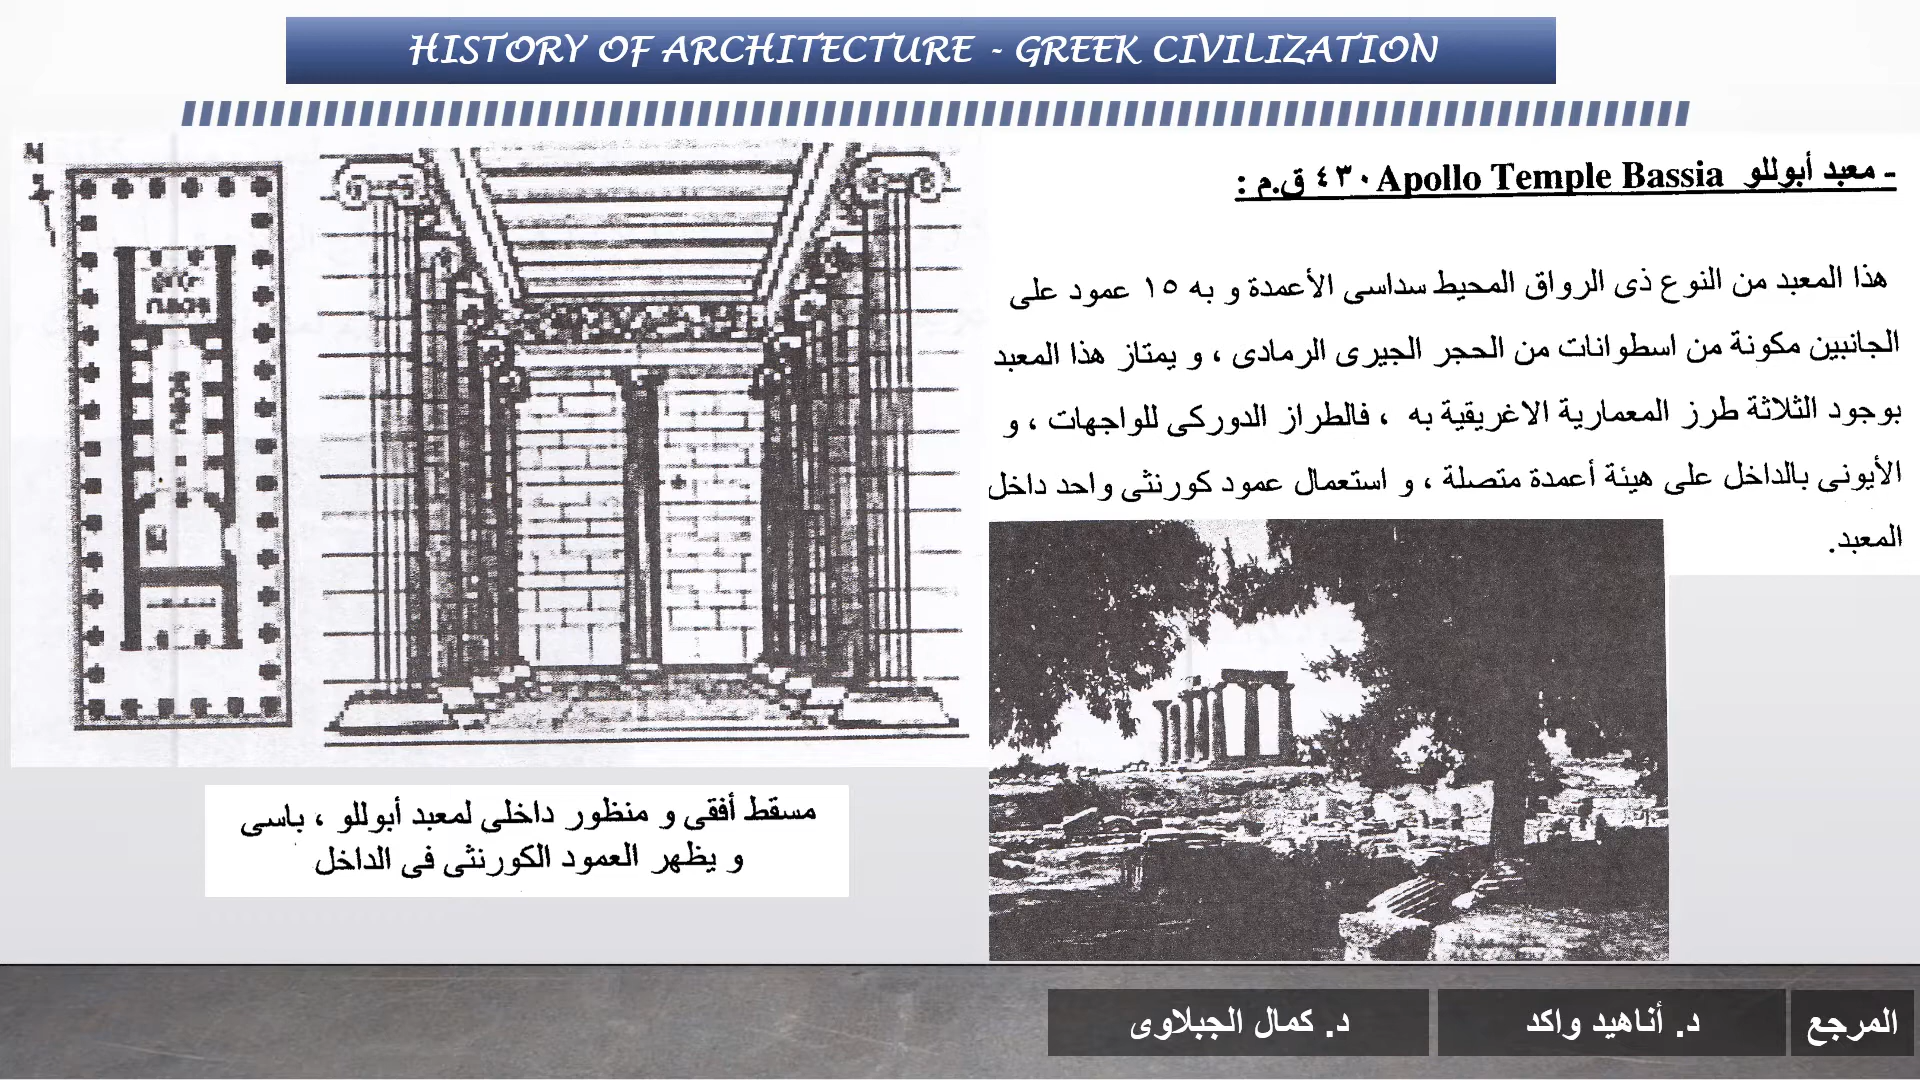 HISTORY OF ARCHITECTURE - GREEK CIVILIZATION
- معبد أبوللو Apollo Temple Bassia ٤٣٠ ق.م :
هذا المعبد من النوع ذى الرواق المحيط سداسى الأعمدة و به ١٥ عمود على
الجانبين مكونة من اسطوانات من الحجر الجيرى الرمادى ، و يمتاز هذا المعبد
بوجود الثلاثة طرز المعمارية الاغريقية به ، فالطراز الدوركى للواجهات ، و
الأيونى بالداخل على هيئة أعمدة متصلة ، و استعمال عمود كورنثى واحد داخل
المعبد.
مسقط أفقى و منظور داخلى لمعبد أبوللو ، باسى
و يظهر العمود الكورنثى فى الداخل
المرجع
د. أناهيد واكد
د. كمال الجبلاوى